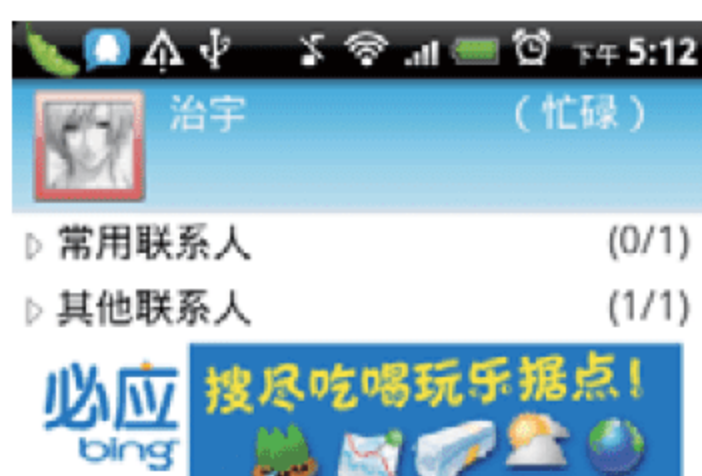 下午 5:12
治宇 (忙碌)
常用联系人 (0/1)
其他联系人 (1/1)
必应
bing
搜尽吃喝玩乐据点!